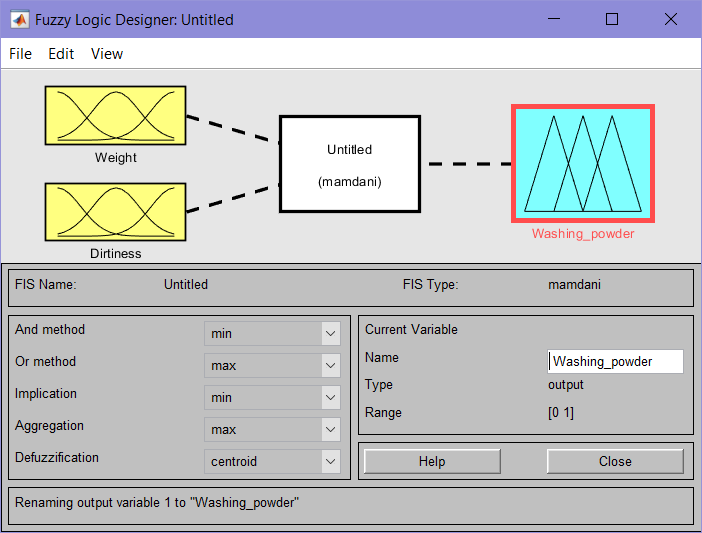 Fuzzy Logic Designer: Untitled
File Edit View
Weight
Dirtiness
Untitled
(mamdani)
Washing_powder
FIS Name: Untitled FIS Type: mamdani
And method min
Or method max
Implication min
Aggregation max
Defuzzification centroid
Current Variable
Name Washing_powder
Type output
Range [0 1]
Help Close
Renaming output variable 1 to "Washing_powder"